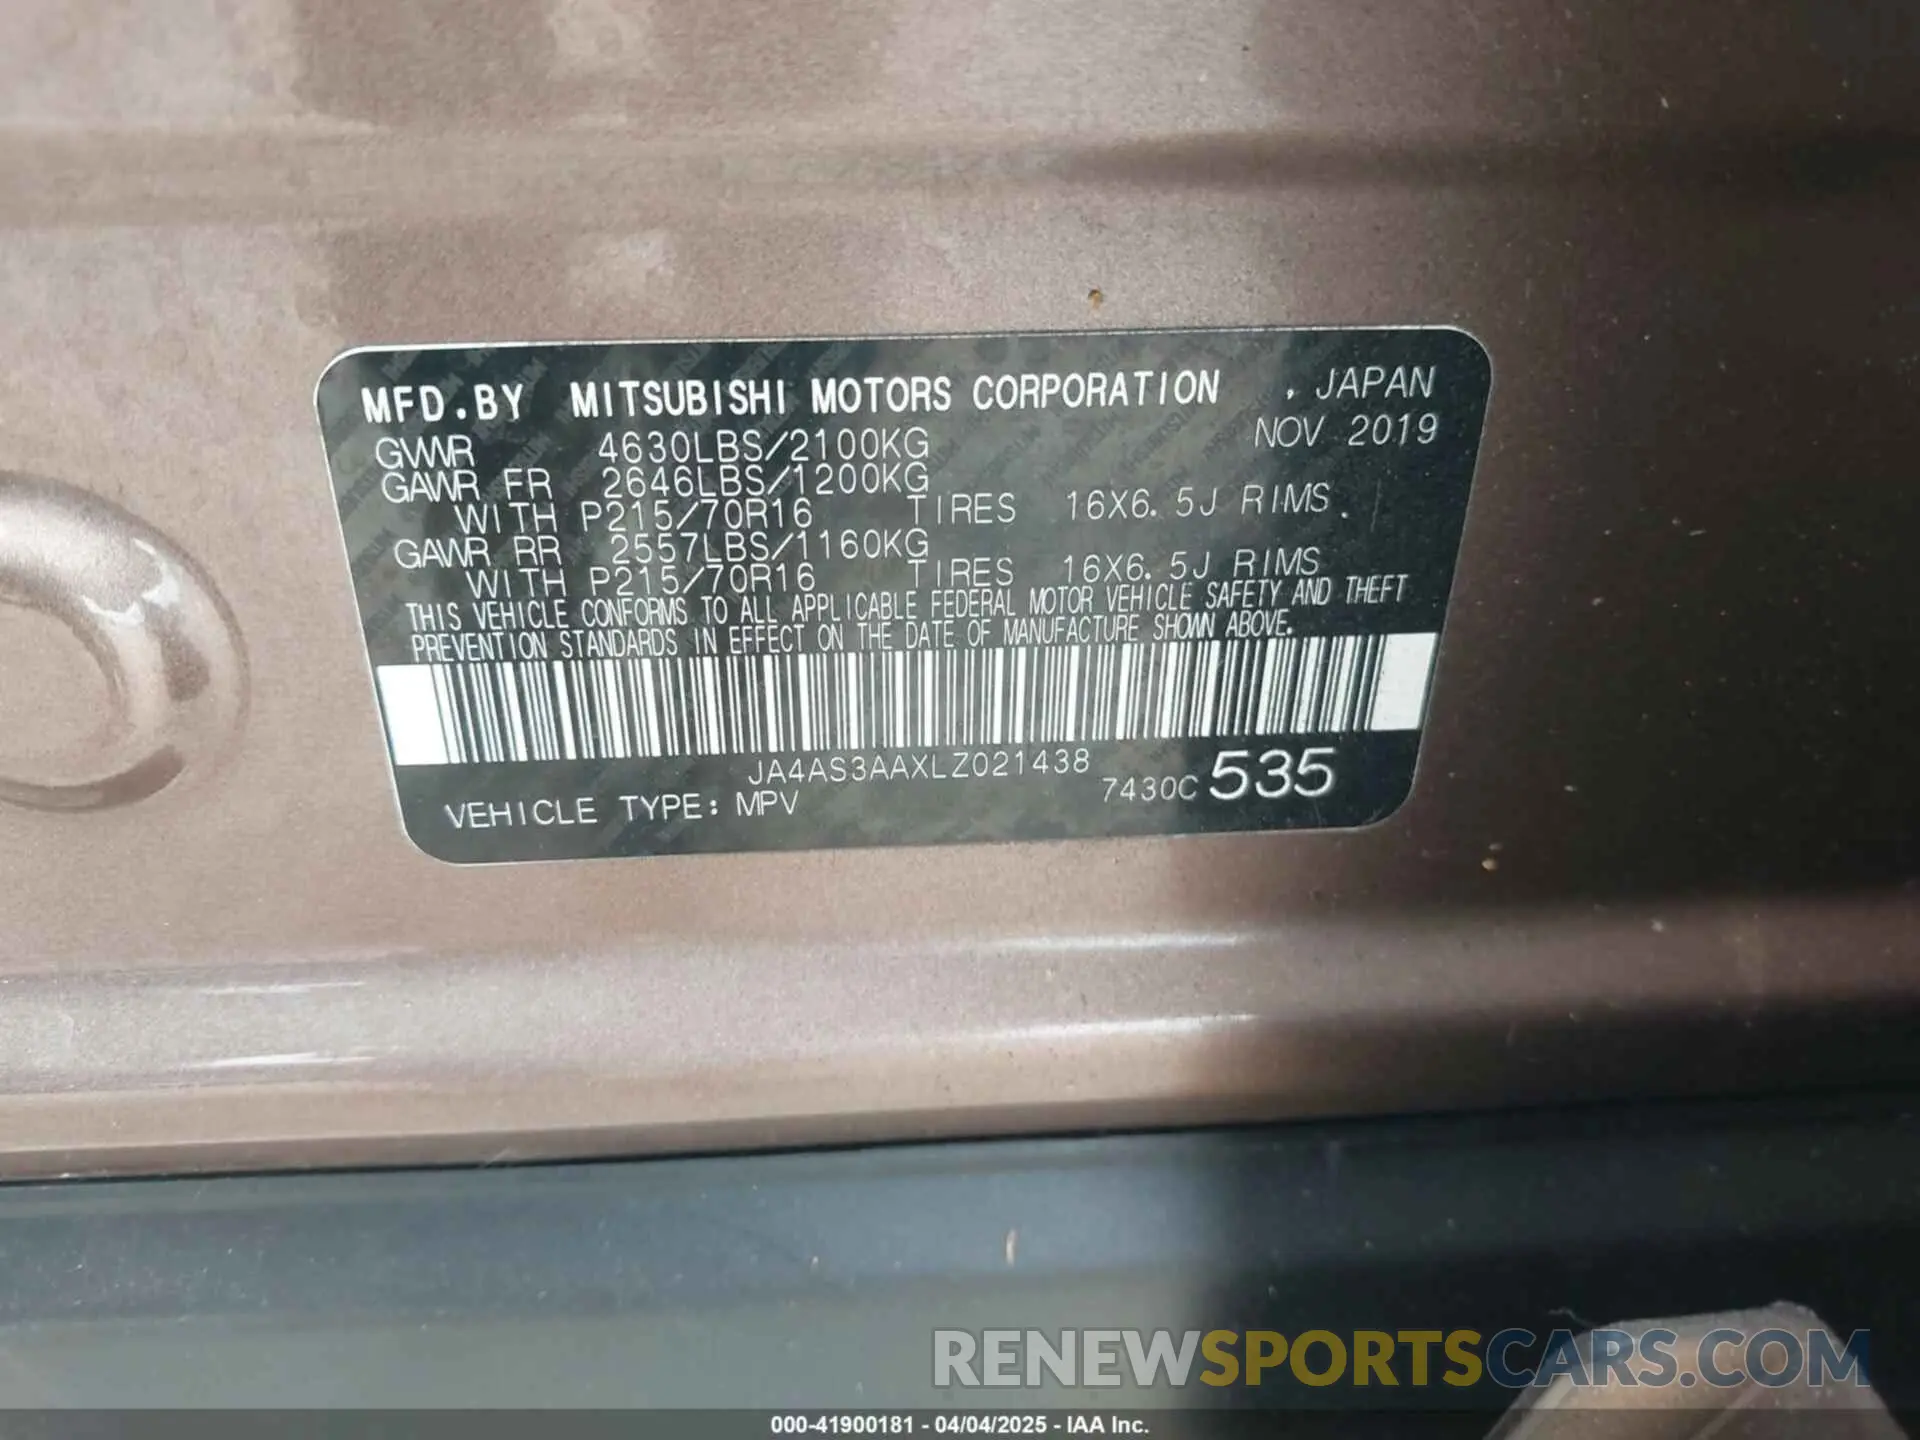 MFD.BY MITSUBISHI MOTORS CORPORATION , JAPAN
GVWR 4630LBS/2100KG NOV 2019
GAWR FR 2646LBS/1200KG
WITH P215/70R16 TIRES 16X6.5J RIMS.
GAWR RR 2557LBS/1160KG
WITH P215/70R16 TIRES 16X6.5J RIMS
THIS VEHICLE CONFORMS TO ALL APPLICABLE FEDERAL MOTOR VEHICLE SAFETY AND THEFT
PREVENTION STANDARDS IN EFFECT ON THE DATE OF MANUFACTURE SHOWN ABOVE.
JA4AS3AAXLZ021438
VEHICLE TYPE: MPV 7430C 535
RENEWSPORTSCARS.COM
000-41900181 - 04/04/2025 - IAA Inc.